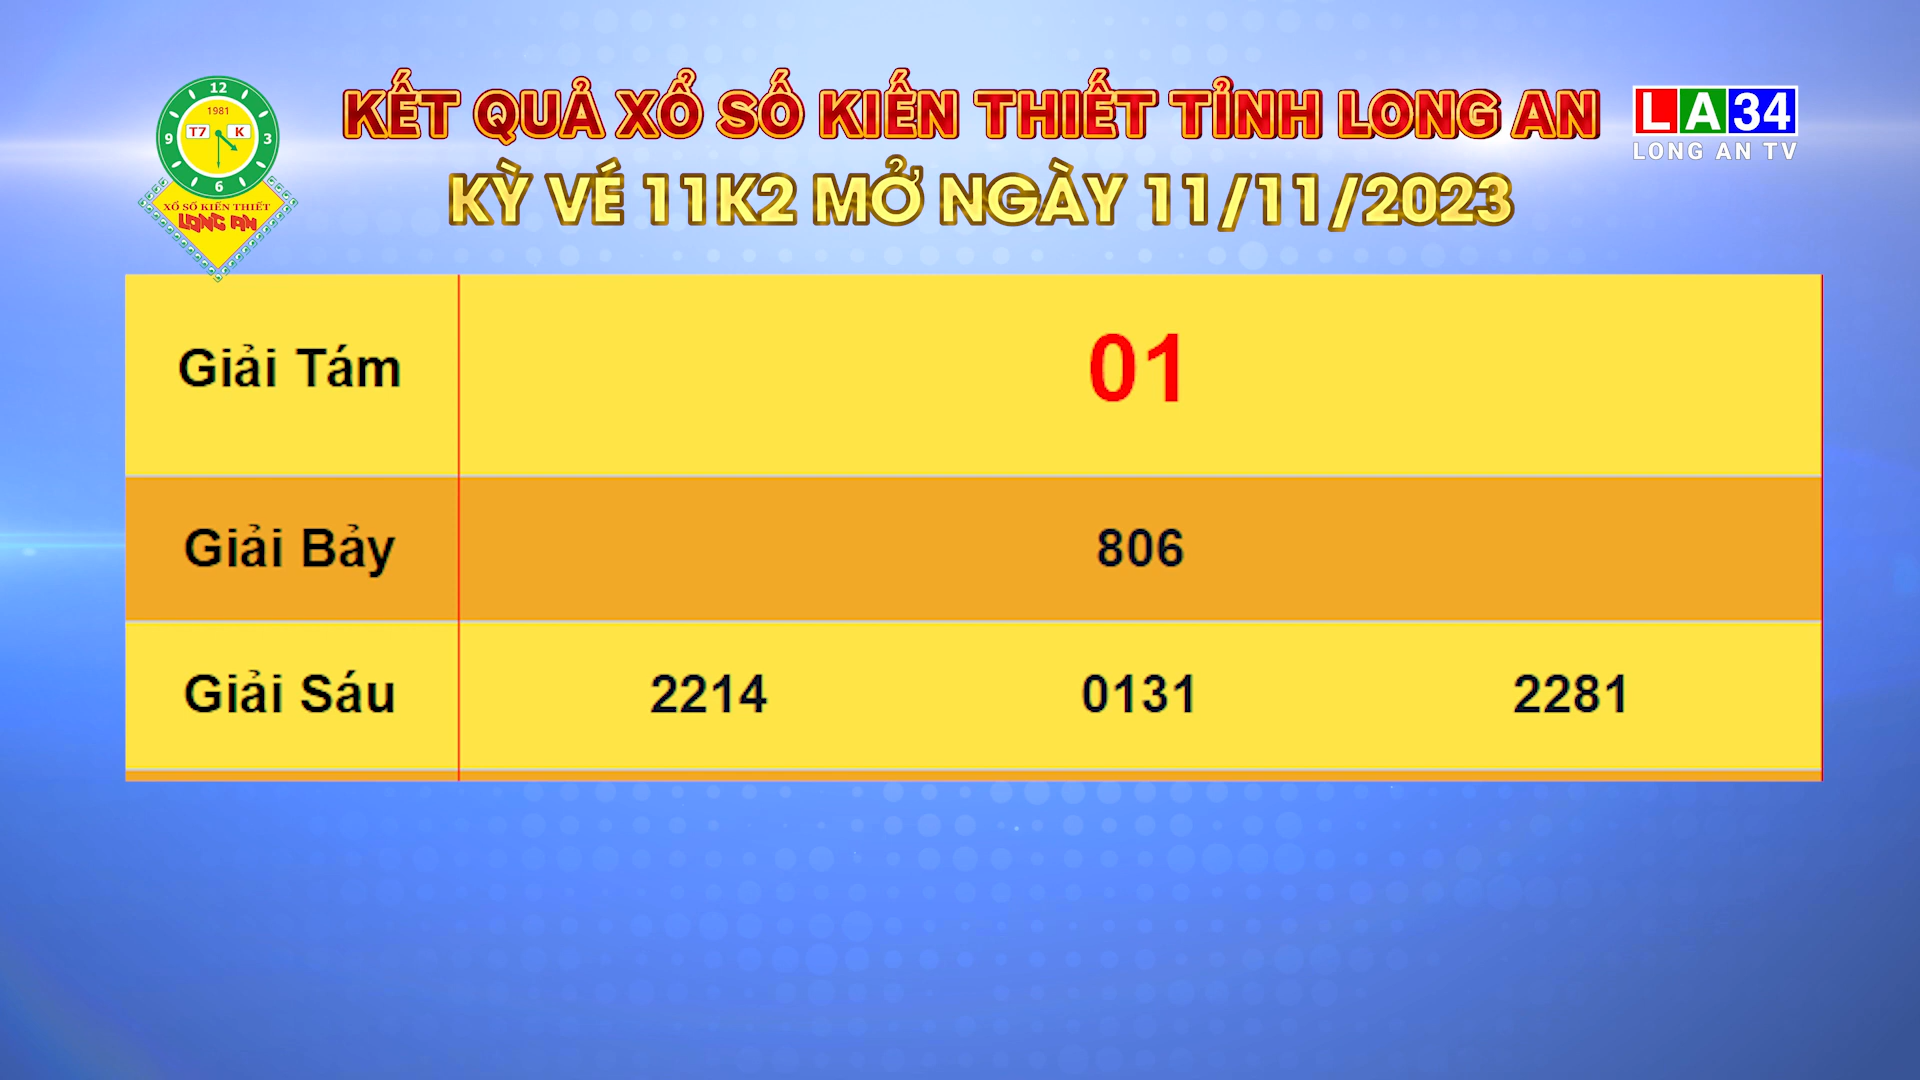 KẾT QUẢ XỔ SỐ KIẾN THIẾT TỈNH LONG AN
KỲ VÉ 11K2 MỞ NGÀY 11/11/2023
12
1981
T7 K
9 3
6
XỔ SỐ KIẾN THIẾT
LONG AN
LA34
LONG AN TV
Giải Tám 01
Giải Bảy 806
Giải Sáu 2214 0131 2281